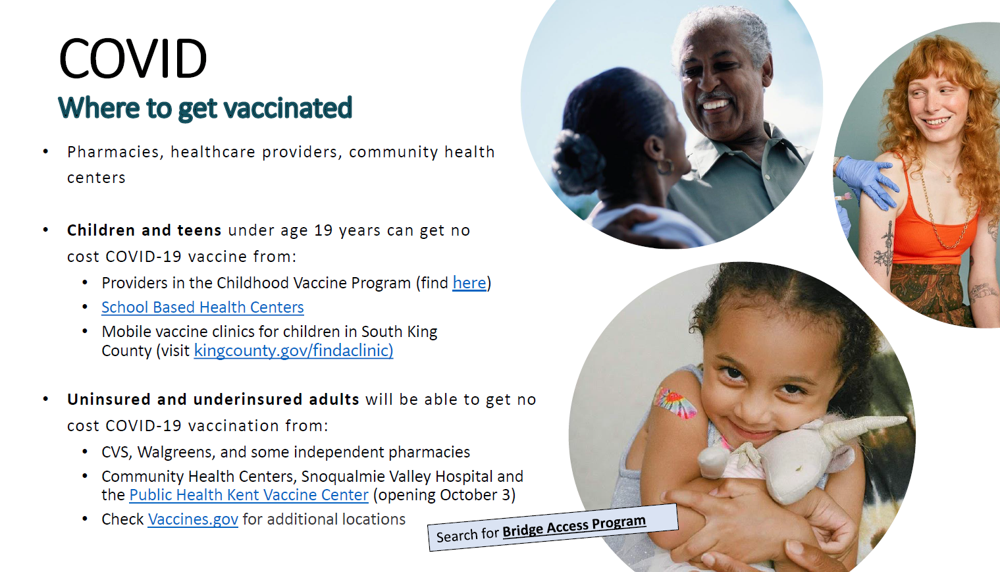 COVID
Where to get vaccinated
• Pharmacies, healthcare providers, community health
centers
• Children and teens under age 19 years can get no
cost COVID-19 vaccine from:
• Providers in the Childhood Vaccine Program (find here)
• School Based Health Centers
• Mobile vaccine clinics for children in South King
County (visit kingcounty.gov/findaclinic)
• Uninsured and underinsured adults will be able to get no
cost COVID-19 vaccination from:
• CVS, Walgreens, and some independent pharmacies
• Community Health Centers, Snoqualmie Valley Hospital and
the Public Health Kent Vaccine Center (opening October 3)
• Check Vaccines.gov for additional locations
Search for Bridge Access Program